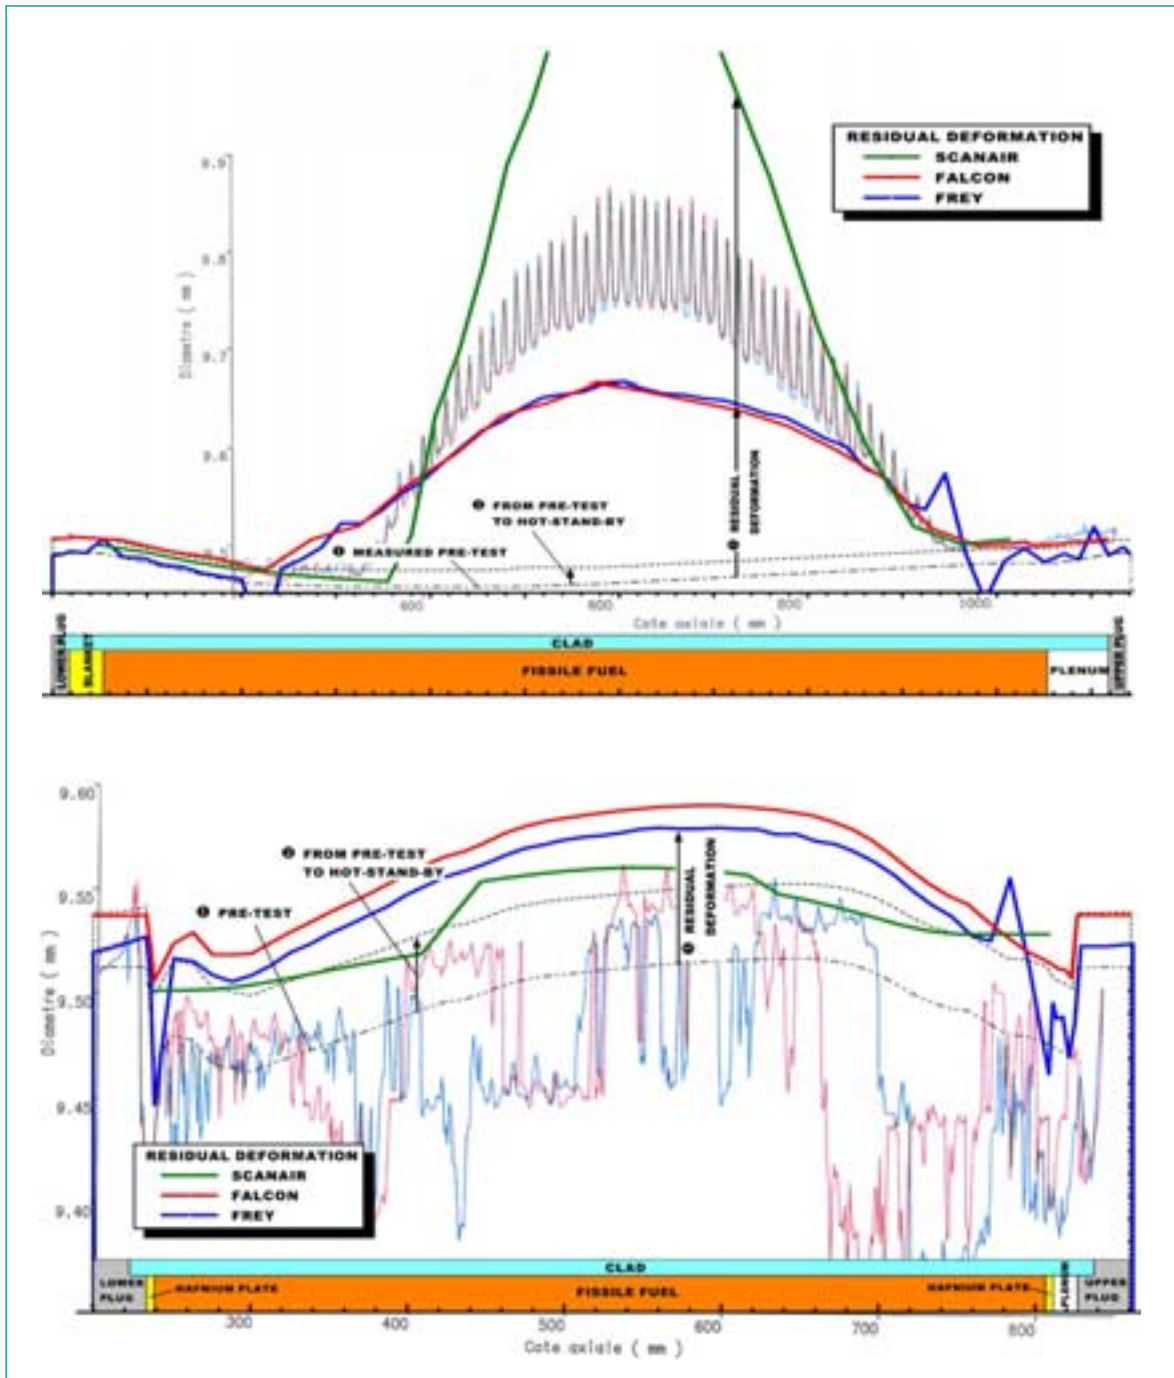 RESIDUAL DEFORMATION
SCANAIR
FALCON
FREY
9.9
9.8
9.7
9.6
Diametre ( mm )
❷ FROM PRE-TEST
TO HOT-STAND-BY
❶ MEASURED PRE-TEST
RESIDUAL
DEFORMATION
400
600
800
1000
Cote axiale ( mm )
LOWER PLUG
BLANKET
CLAD
FISSILE FUEL
PLENUM
UPPER PLUG
9.60
9.55
9.50
9.45
9.40
Diametre ( mm )
❷ FROM PRE-TEST
TO HOT-STAND-BY
❶ PRE-TEST
RESIDUAL
DEFORMATION
RESIDUAL DEFORMATION
SCANAIR
FALCON
FREY
CLAD
LOWER
PLUG
HAFNIUM PLATE
FISSILE FUEL
HAFNIUM PLATE
PLENUM
UPPER
PLUG
300
400
500
600
700
800
Cote axiale ( mm )